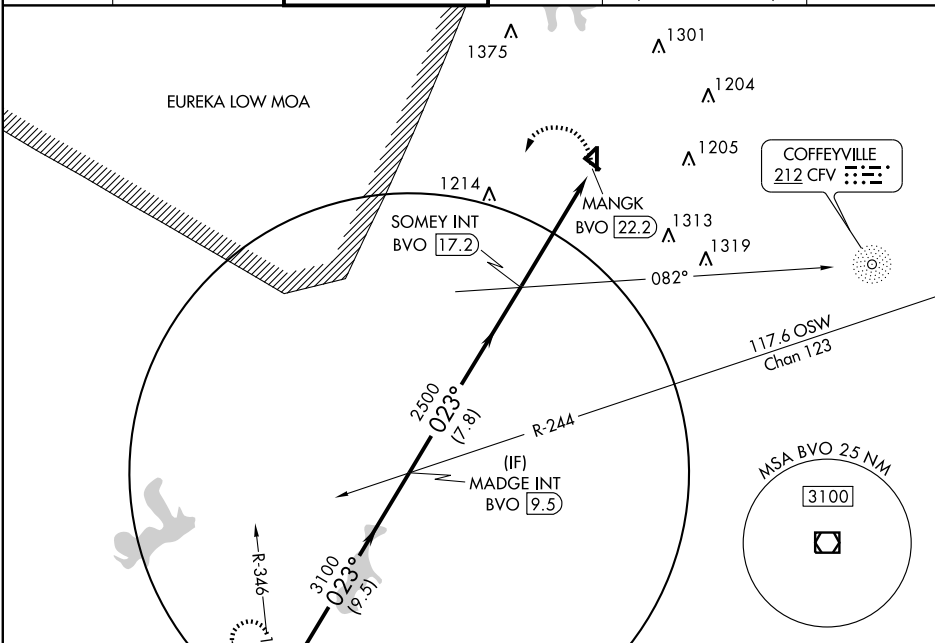 1375
1301
EUREKA LOW MOA
1204
1205
COFFEYVILLE
212 CFV
1214
MANGK
BVO 22.2
SOMEY INT
BVO 17.2
1313
1319
082°
117.6 OSW
Chan 123
2500
023°
(7.8)
R-244
(IF)
MADGE INT
BVO 9.5
MSA BVO 25 NM
3100
R-346
3100
023°
(9.5)